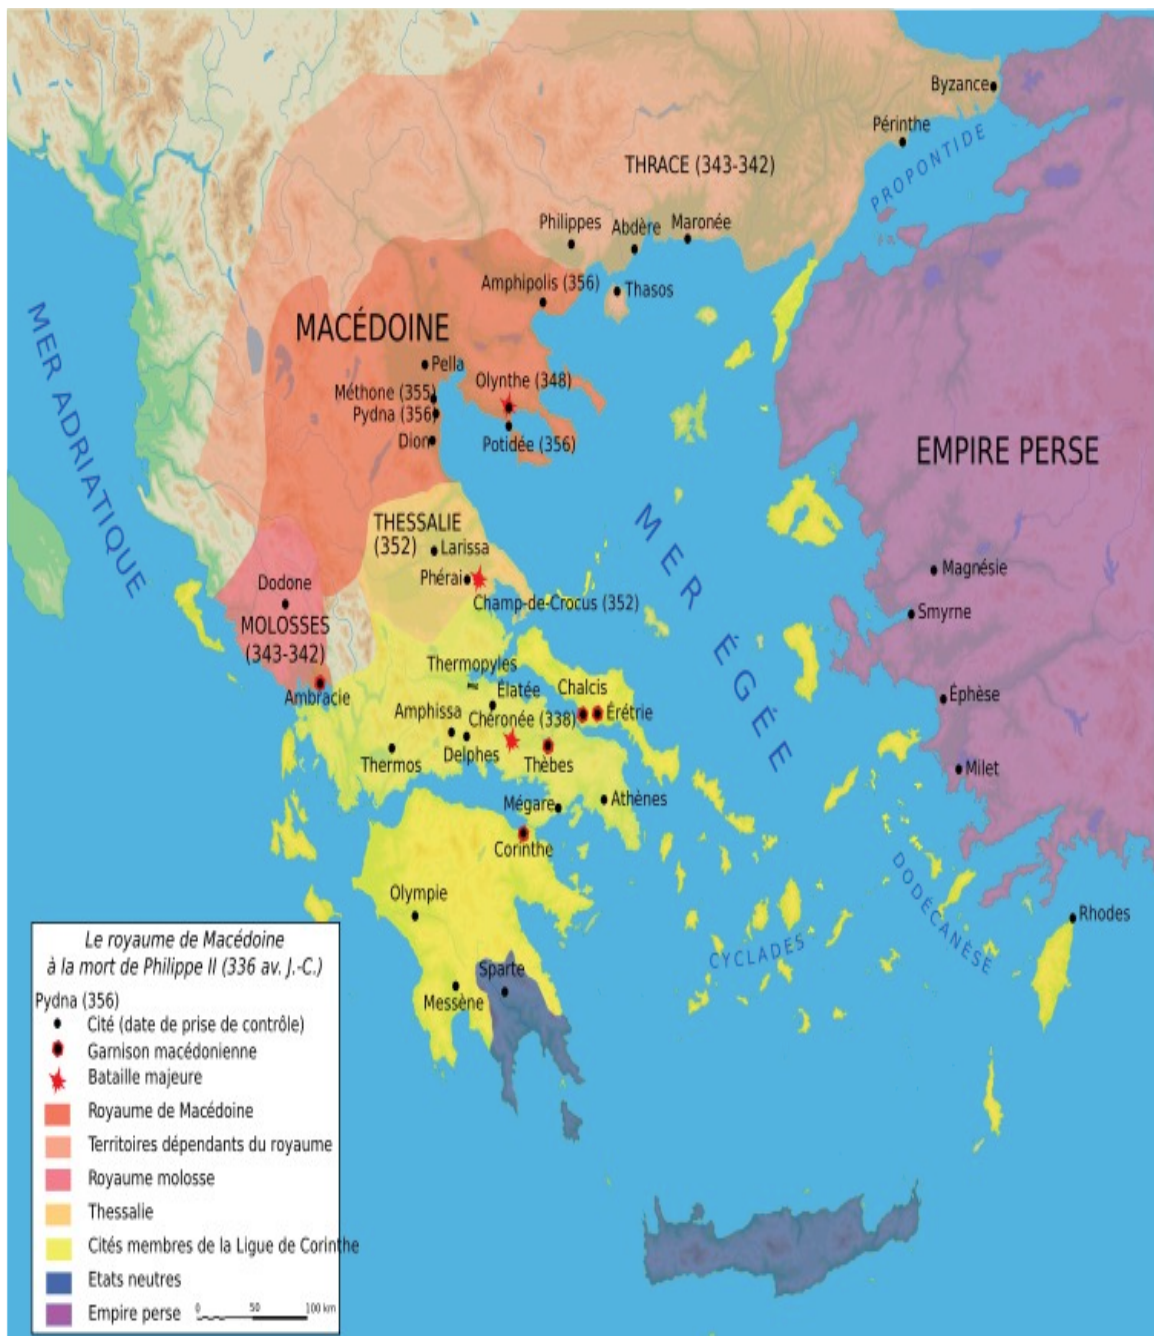 Byzance
Périnthe
PROPONTIDE
THRACE (343-342)
Philippes
Abdère
Maronée
Amphipolis (356)
Thasos
MACÉDOINE
MER ADRIATIQUE
Pella
Olynthe (348)
Méthone (355)
Pydna (356)
Dion
Potidée (356)
EMPIRE PERSE
MER ÉGÉE
THESSALIE
(352)
Larissa
Phérai
Champ-de-Crocus (352)
Magnésie
Smyrne
Dodone
MOLOSSES
(343-342)
Ambracie
Thermopyles
Élatée
Chalcis
Érétrie
Éphèse
Amphissa
Chéronée (338)
Delphes
Thermos
Thèbes
Milet
Mégare
Athènes
Corinthe
DODÉCANÈSE
Olympie
Rhodes
CYCLADES
Sparte
Messène
Le royaume de Macédoine
à la mort de Philippe II (336 av. J.-C.)
Pydna (356)
Cité (date de prise de contrôle)
Garnison macédonienne
Bataille majeure
Royaume de Macédoine
Territoires dépendants du royaume
Royaume molosse
Thessalie
Cités membres de la Ligue de Corinthe
Etats neutres
Empire perse
0 50 100 km